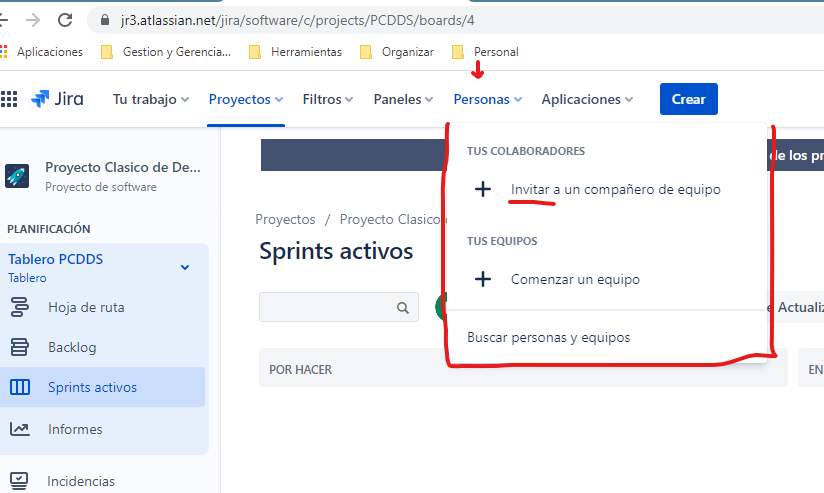 jr3.atlassian.net/jira/software/c/projects/PCDDS/boards/4
Aplicaciones Gestion y Gerencia... Herramientas Organizar Personal
Jira Tu trabajo Proyectos Filtros Paneles Personas Aplicaciones Crear
TUS COLABORADORES
de los pr
Proyecto Clasico de De...
Proyecto de software
Invitar a un compañero de equipo
Proyectos / Proyecto Clasico
PLANIFICACIÓN
TUS EQUIPOS
Sprints activos
Tablero PCDDS
Tablero
Comenzar un equipo
Hoja de ruta
e Actualiz
Buscar personas y equipos
Backlog
POR HACER
EN
Sprints activos
Informes
Incidencias